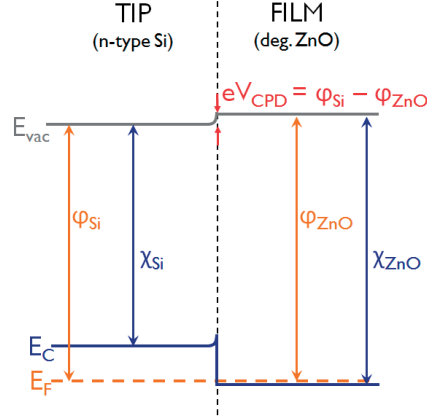 TIP
(n-type Si)
FILM
(deg. ZnO)
eV_CPD = φ_Si − φ_ZnO
E_vac
φ_Si
χ_Si
φ_ZnO
χ_ZnO
E_C
E_F